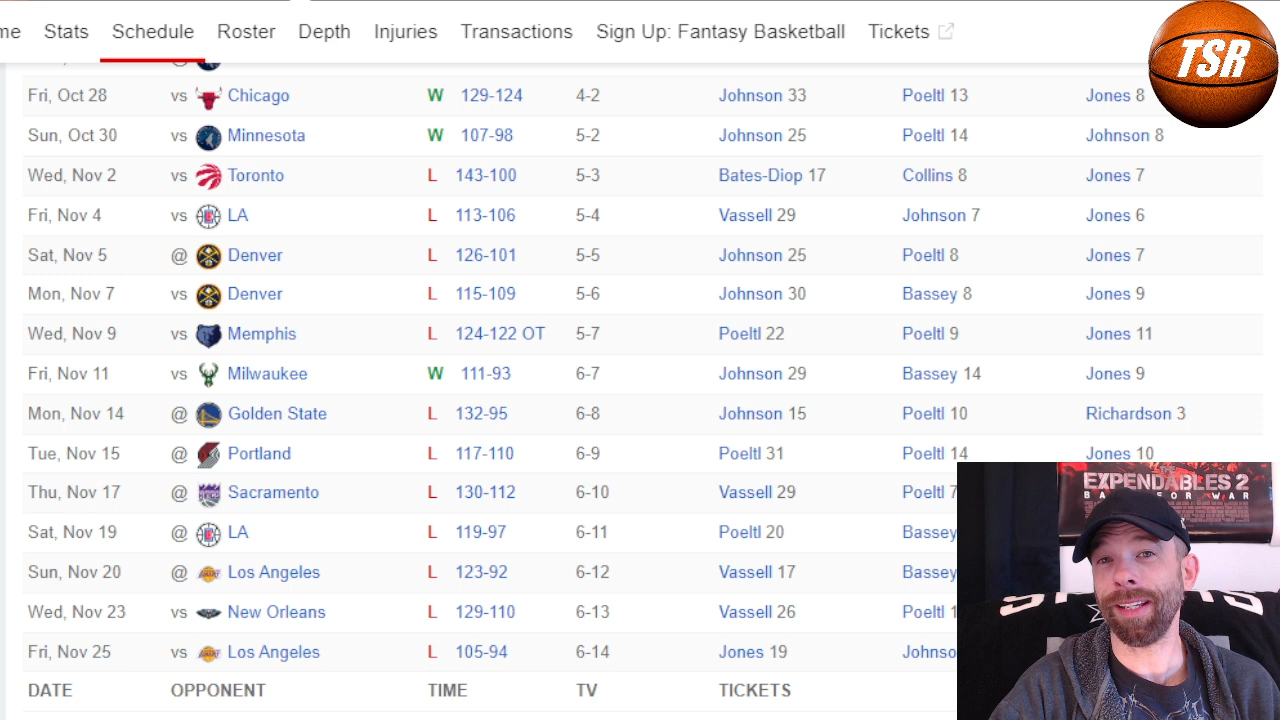 Stats Schedule Roster Depth Injuries Transactions Sign Up: Fantasy Basketball Tickets
TSR
Fri, Oct 28 vs Chicago W 129-124 4-2 Johnson 33 Poeltl 13 Jones 8
Sun, Oct 30 vs Minnesota W 107-98 5-2 Johnson 25 Poeltl 14 Johnson 8
Wed, Nov 2 vs Toronto L 143-100 5-3 Bates-Diop 17 Collins 8 Jones 7
Fri, Nov 4 vs LA L 113-106 5-4 Vassell 29 Johnson 7 Jones 6
Sat, Nov 5 @ Denver L 126-101 5-5 Johnson 25 Poeltl 8 Jones 7
Mon, Nov 7 vs Denver L 115-109 5-6 Johnson 30 Bassey 8 Jones 9
Wed, Nov 9 vs Memphis L 124-122 OT 5-7 Poeltl 22 Poeltl 9 Jones 11
Fri, Nov 11 vs Milwaukee W 111-93 6-7 Johnson 29 Bassey 14 Jones 9
Mon, Nov 14 @ Golden State L 132-95 6-8 Johnson 15 Poeltl 10 Richardson 3
Tue, Nov 15 @ Portland L 117-110 6-9 Poeltl 31 Poeltl 14 Jones 10
Thu, Nov 17 @ Sacramento L 130-112 6-10 Vassell 29 Poeltl 7
Sat, Nov 19 @ LA L 119-97 6-11 Poeltl 20 Bassey
Sun, Nov 20 @ Los Angeles L 123-92 6-12 Vassell 17 Bassey
Wed, Nov 23 vs New Orleans L 129-110 6-13 Vassell 26 Poeltl 1
Fri, Nov 25 vs Los Angeles L 105-94 6-14 Jones 19 Johnso
DATE OPPONENT TIME TV TICKETS
THE
EXPENDABLES 2